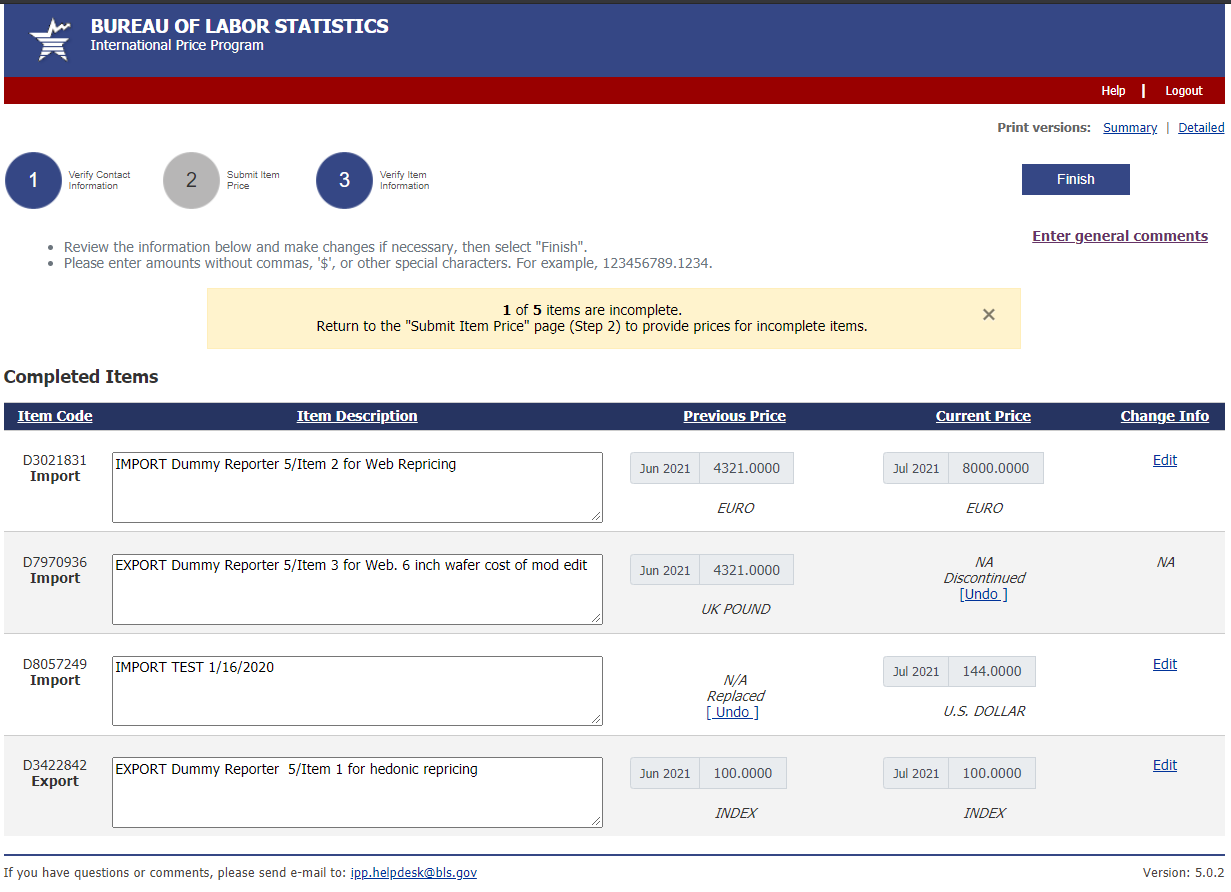 BUREAU OF LABOR STATISTICS
International Price Program
Help | Logout
Print versions: Summary | Detailed
1 Verify Contact Information
2 Submit Item Price
3 Verify Item Information
Finish
Enter general comments
• Review the information below and make changes if necessary, then select "Finish".
• Please enter amounts without commas, '$', or other special characters. For example, 123456789.1234.
1 of 5 items are incomplete.
Return to the "Submit Item Price" page (Step 2) to provide prices for incomplete items.
×
Completed Items
Item Code Item Description Previous Price Current Price Change Info
D3021831
Import
IMPORT Dummy Reporter 5/Item 2 for Web Repricing
Jun 2021 4321.0000
EURO
Jul 2021 8000.0000
EURO
Edit
D7970936
Import
EXPORT Dummy Reporter 5/Item 3 for Web. 6 inch wafer cost of mod edit
Jun 2021 4321.0000
UK POUND
NA
Discontinued
[Undo ]
NA
D8057249
Import
IMPORT TEST 1/16/2020
N/A
Replaced
[ Undo ]
Jul 2021 144.0000
U.S. DOLLAR
Edit
D3422842
Export
EXPORT Dummy Reporter  5/Item 1 for hedonic repricing
Jun 2021 100.0000
INDEX
Jul 2021 100.0000
INDEX
Edit
If you have questions or comments, please send e-mail to: ipp.helpdesk@bls.gov
Version: 5.0.2